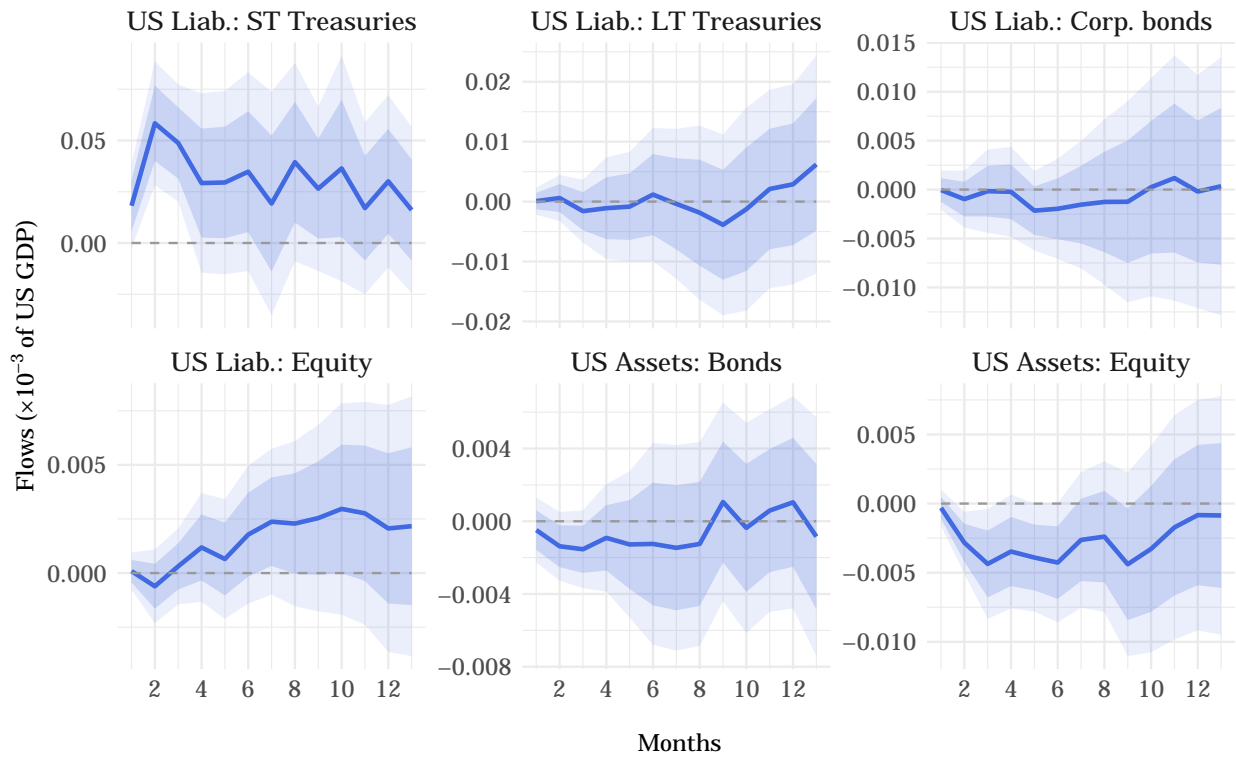 US Liab.: ST Treasuries
US Liab.: LT Treasuries
US Liab.: Corp. bonds
0.05
0.00
0.02
0.01
0.00
−0.01
−0.02
0.015
0.010
0.005
0.000
−0.005
−0.010
US Liab.: Equity
US Assets: Bonds
US Assets: Equity
0.005
0.000
0.004
0.000
−0.004
−0.008
0.005
0.000
−0.005
−0.010
2 4 6 8 10 12
2 4 6 8 10 12
2 4 6 8 10 12
Months
Flows (×10⁻³ of US GDP)